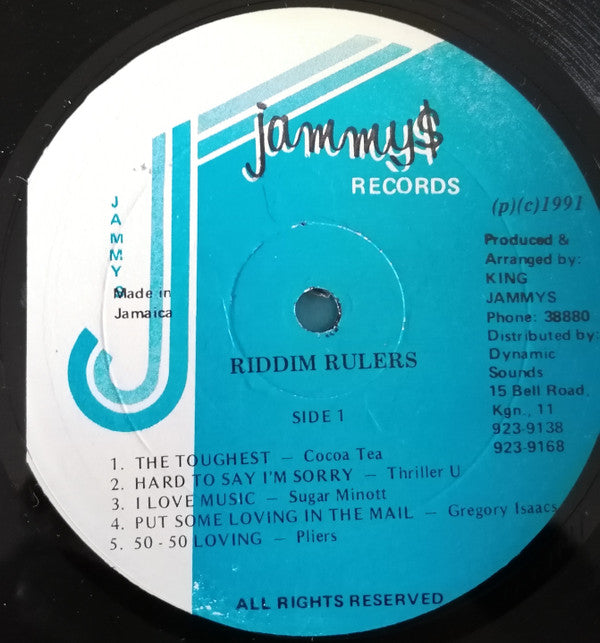 jammy$
RECORDS
JAMMYS
Made in
Jamaica
(p)(c)1991
Produced &
Arranged by:
KING
JAMMYS
Phone: 38880
Distributed by:
Dynamic
Sounds
15 Bell Road,
Kgn., 11
923-9138
923-9168
RIDDIM RULERS
SIDE 1
1. THE TOUGHEST — Cocoa Tea
2. HARD TO SAY I'M SORRY — Thriller U
3. I LOVE MUSIC — Sugar Minott
4. PUT SOME LOVING IN THE MAIL — Gregory Isaacs
5. 50 - 50 LOVING — Pliers
ALL RIGHTS RESERVED